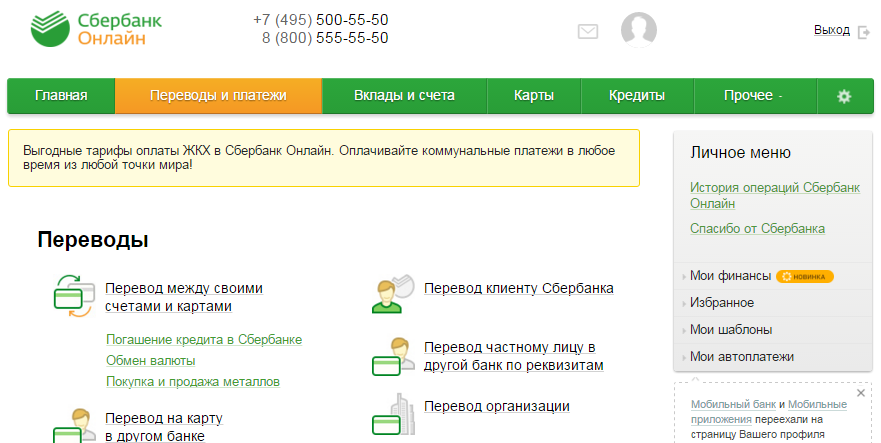 Сбербанк
Онлайн
+7 (495) 500-55-50
8 (800) 555-55-50
Выход
Главная
Переводы и платежи
Вклады и счета
Карты
Кредиты
Прочее
Выгодные тарифы оплаты ЖКХ в Сбербанк Онлайн. Оплачивайте коммунальные платежи в любое
время из любой точки мира!
Переводы
Перевод между своими
счетами и картами
Погашение кредита в Сбербанке
Обмен валюты
Покупка и продажа металлов
Перевод на карту
в другом банке
Перевод клиенту Сбербанка
Перевод частному лицу в
другой банк по реквизитам
Перевод организации
Личное меню
История операций Сбербанк
Онлайн
Спасибо от Сбербанка
Мои финансы НОВИНКА
Избранное
Мои шаблоны
Мои автоплатежи
Мобильный банк и Мобильные
приложения переехали на
страницу Вашего профиля